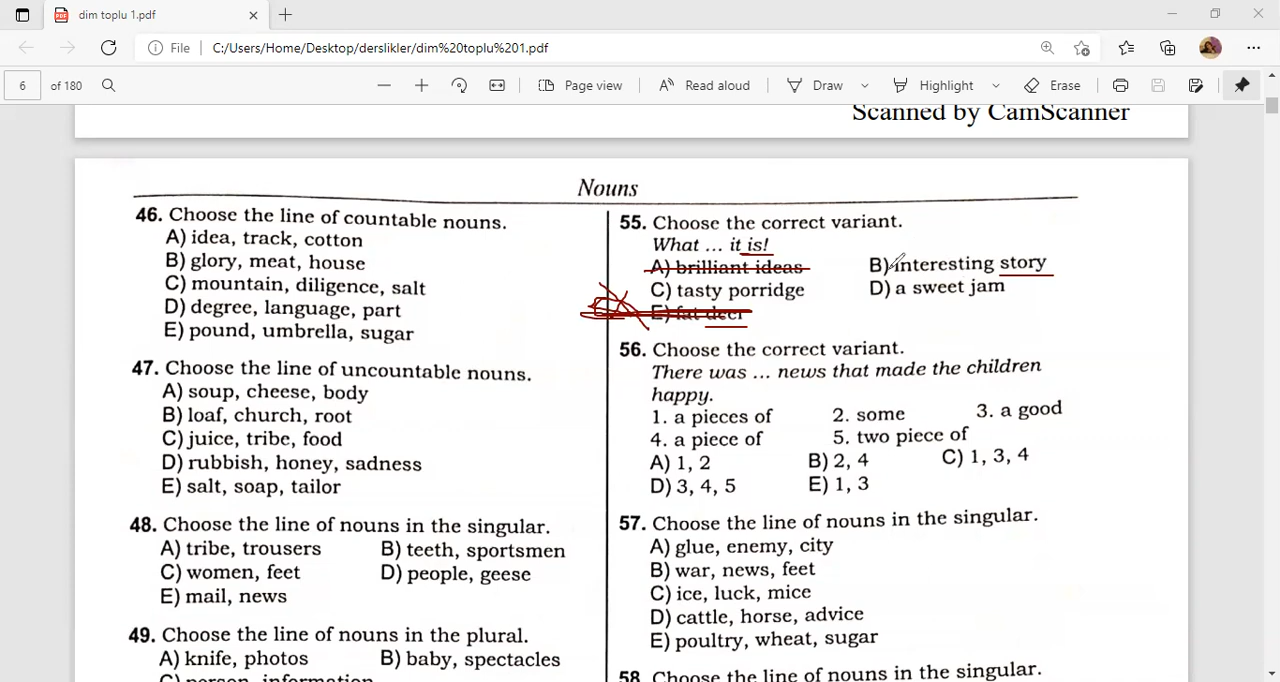 dim toplu 1.pdf
File
C:/Users/Home/Desktop/derslikler/dim%20toplu%201.pdf
6 of 180
Page view
Read aloud
Draw
Highlight
Erase
Scanned by CamScanner
Nouns
46. Choose the line of countable nouns.
A) idea, track, cotton
B) glory, meat, house
C) mountain, diligence, salt
D) degree, language, part
E) pound, umbrella, sugar
47. Choose the line of uncountable nouns.
A) soup, cheese, body
B) loaf, church, root
C) juice, tribe, food
D) rubbish, honey, sadness
E) salt, soap, tailor
48. Choose the line of nouns in the singular.
A) tribe, trousers B) teeth, sportsmen
C) women, feet D) people, geese
E) mail, news
49. Choose the line of nouns in the plural.
A) knife, photos B) baby, spectacles
C) person, information
55. Choose the correct variant.
What ... it is!
A) brilliant ideas B) interesting story
C) tasty porridge D) a sweet jam
E) fat deer
56. Choose the correct variant.
There was ... news that made the children
happy.
1. a pieces of 2. some 3. a good
4. a piece of 5. two piece of
A) 1, 2 B) 2, 4 C) 1, 3, 4
D) 3, 4, 5 E) 1, 3
57. Choose the line of nouns in the singular.
A) glue, enemy, city
B) war, news, feet
C) ice, luck, mice
D) cattle, horse, advice
E) poultry, wheat, sugar
58. Choose the line of nouns in the singular.